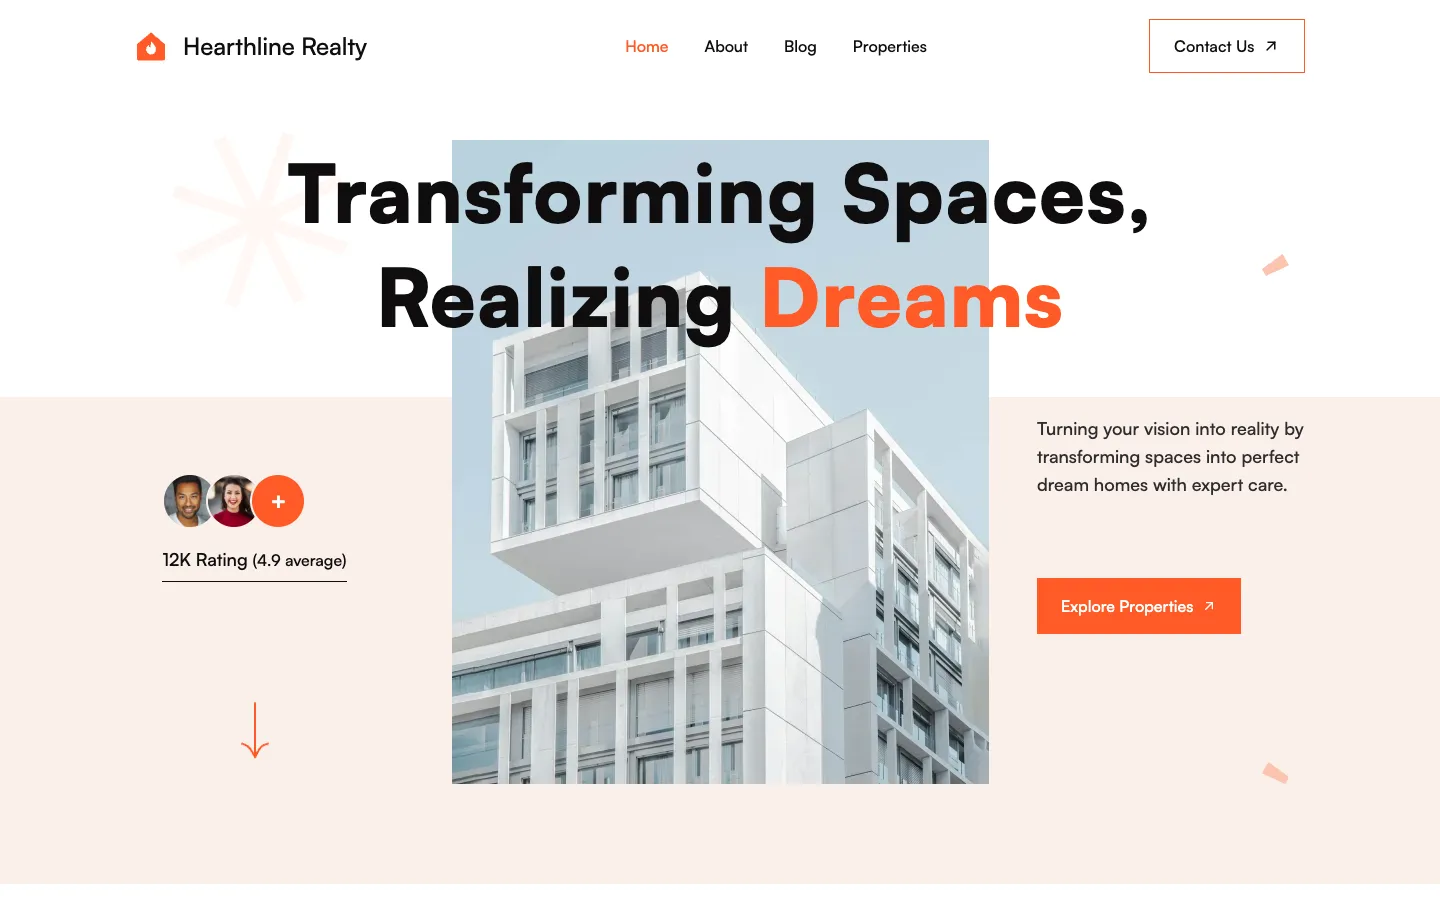 Hearthline Realty
Home
About
Blog
Properties
Contact Us
Transforming Spaces,
Realizing Dreams
Turning your vision into reality by
transforming spaces into perfect
dream homes with expert care.
12K Rating (4.9 average)
Explore Properties